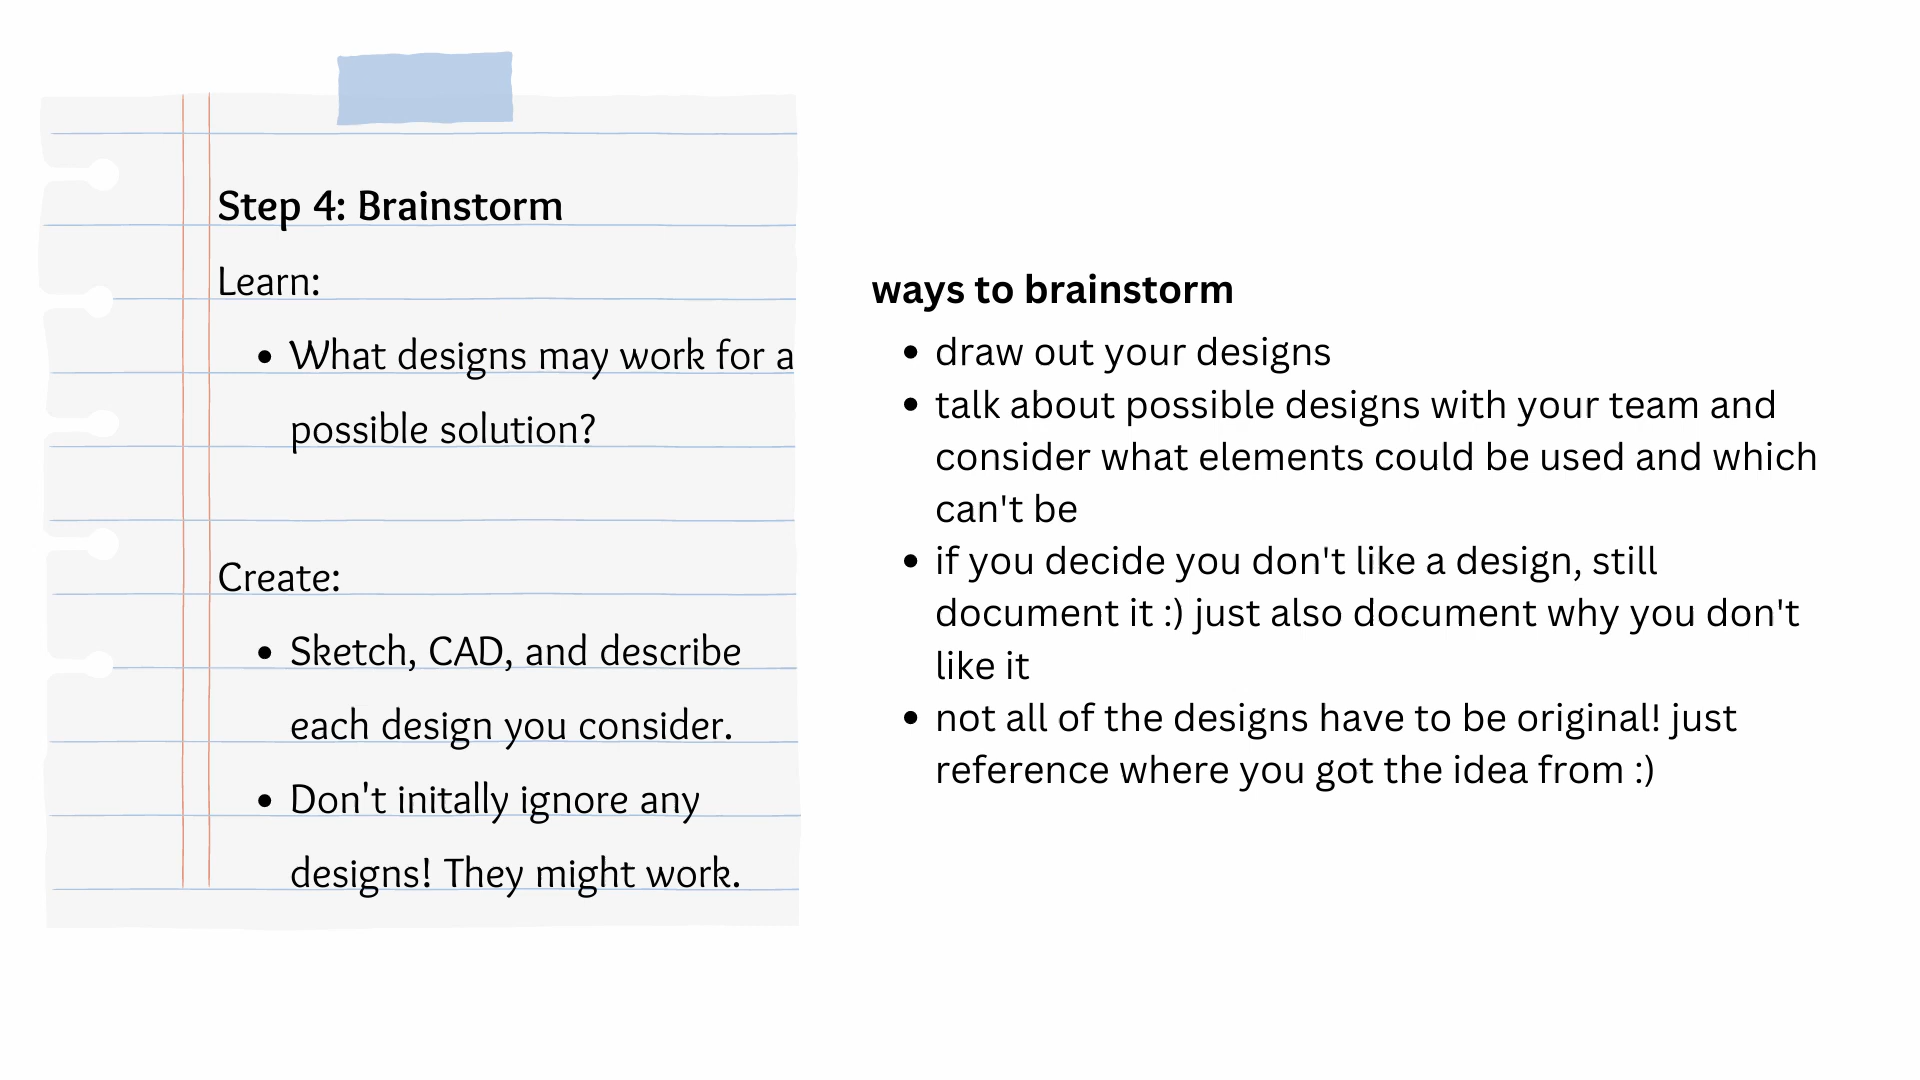 Step 4: Brainstorm
Learn:
• What designs may work for a
possible solution?
Create:
• Sketch, CAD, and describe
each design you consider.
• Don't initally ignore any
designs! They might work.
ways to brainstorm
• draw out your designs
• talk about possible designs with your team and
consider what elements could be used and which
can't be
• if you decide you don't like a design, still
document it :) just also document why you don't
like it
• not all of the designs have to be original! just
reference where you got the idea from :)